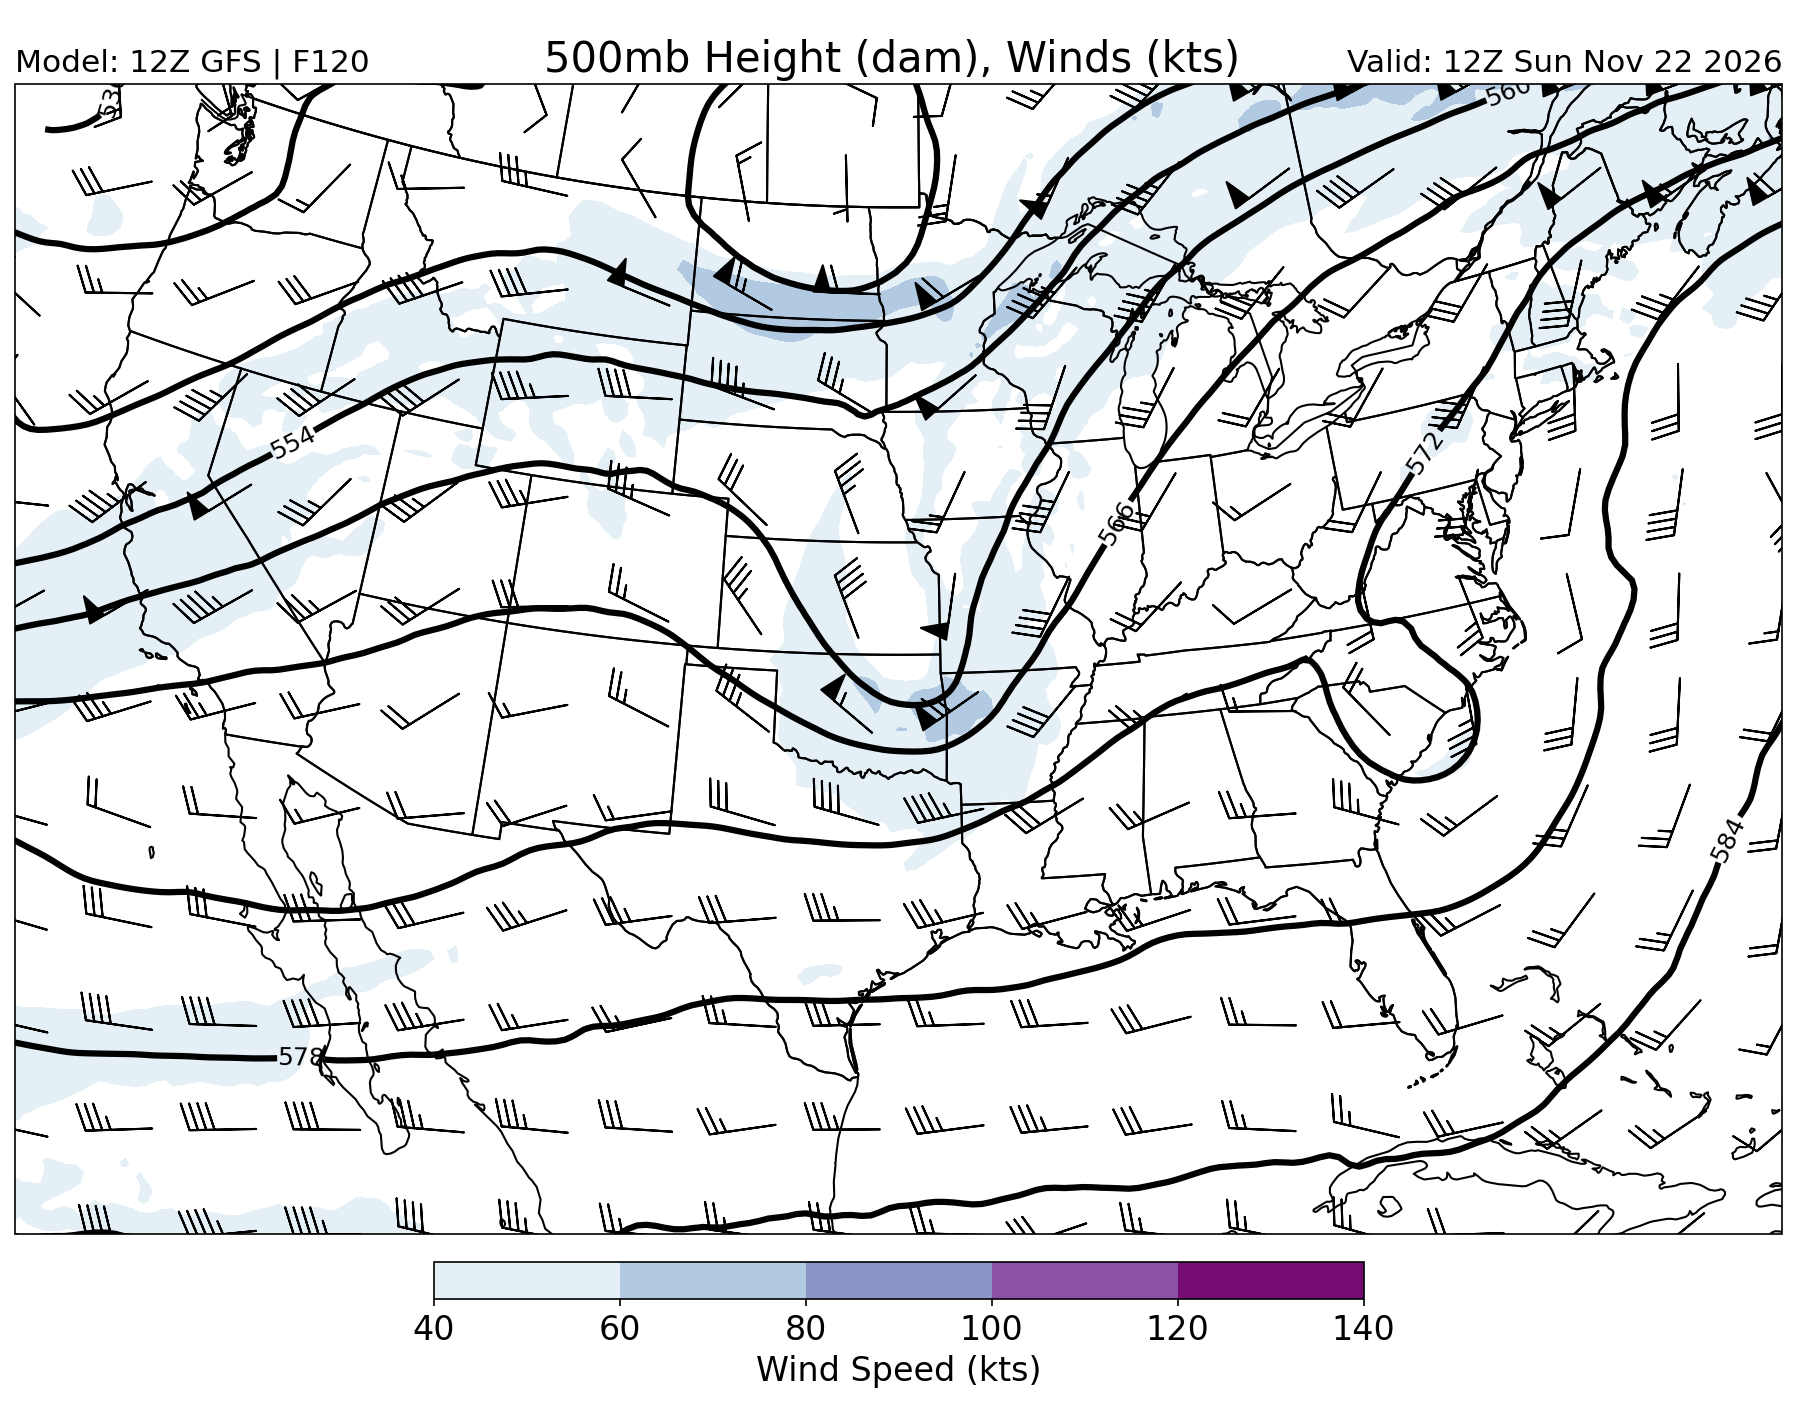 500mb Height (dam), Winds (kts)
Model: 12Z GFS | F120
Valid: 12Z Sun Nov 22 2026
560
554
566
572
584
578
40 60 80 100 120 140
Wind Speed (kts)